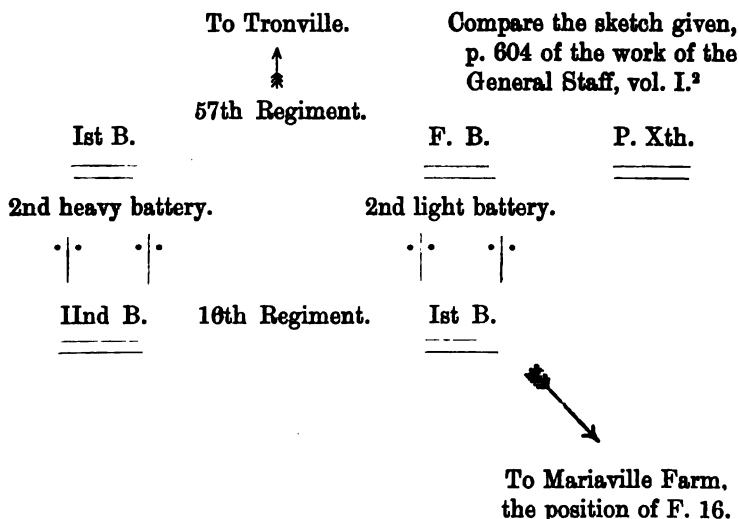 To Tronville.
Compare the sketch given,
p. 604 of the work of the
General Staff, vol. I.²
57th Regiment.
Ist B.
F. B.
P. Xth.
2nd heavy battery.
2nd light battery.
IInd B.
16th Regiment.
Ist B.
To Mariaville Farm,
the position of F. 16.